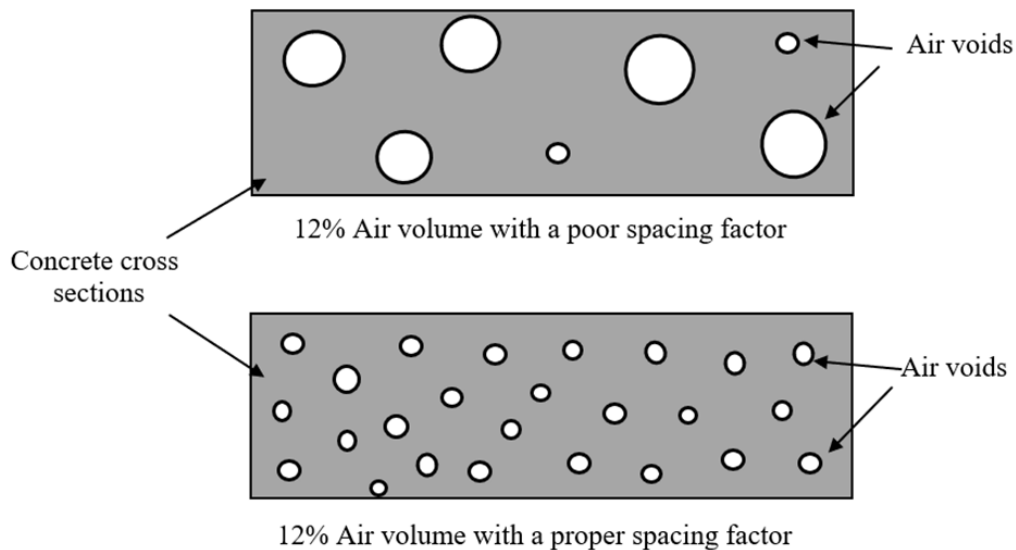 Air voids
12% Air volume with a poor spacing factor
Concrete cross
sections
Air voids
12% Air volume with a proper spacing factor